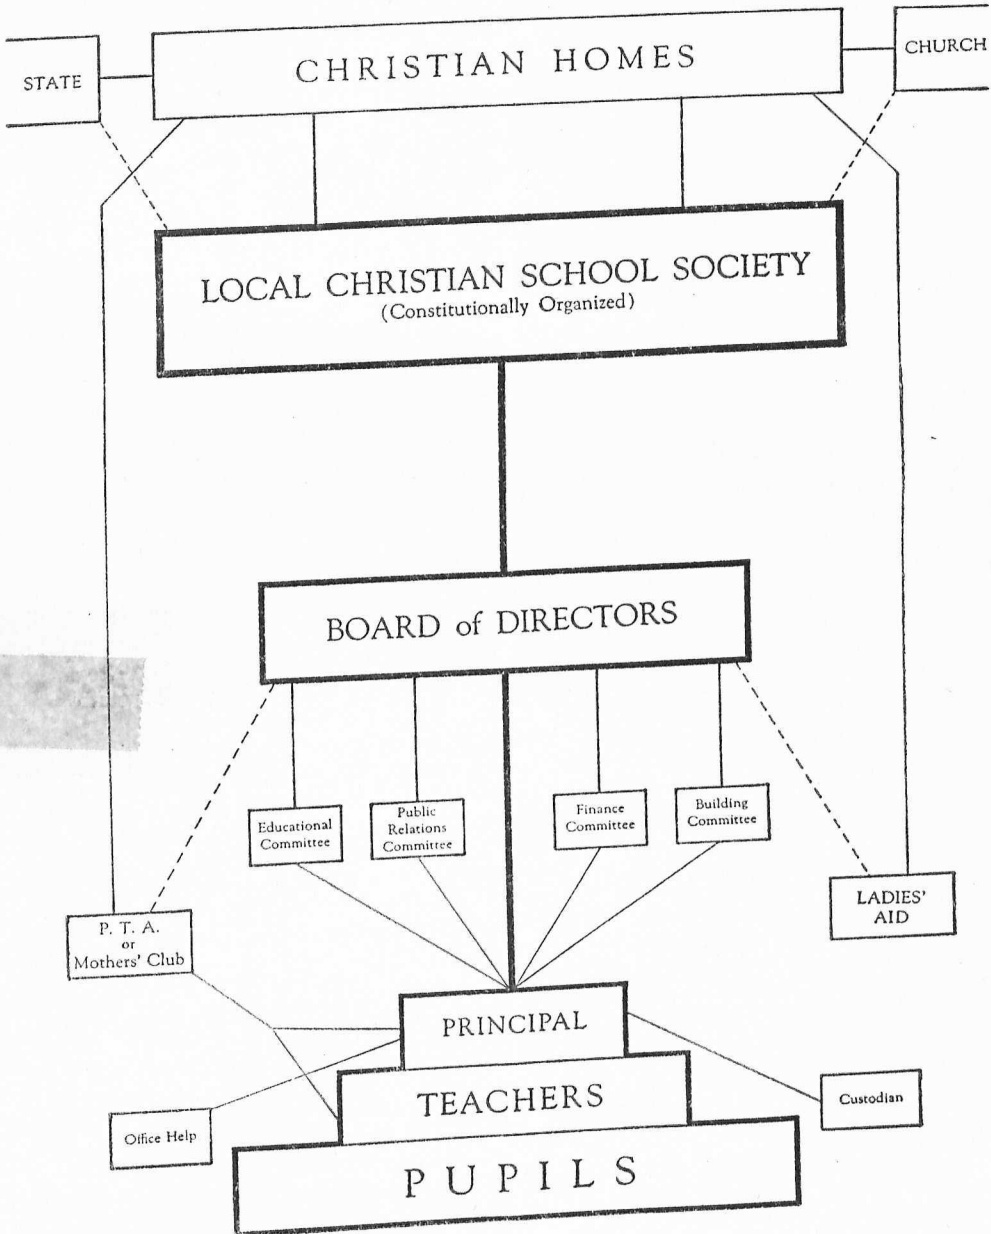 STATE
CHRISTIAN HOMES
CHURCH
LOCAL CHRISTIAN SCHOOL SOCIETY
(Constitutionally Organized)
BOARD of DIRECTORS
Educational
Committee
Public
Relations
Committee
Finance
Committee
Building
Committee
P. T. A.
or
Mothers' Club
LADIES'
AID
PRINCIPAL
TEACHERS
PUPILS
Office Help
Custodian